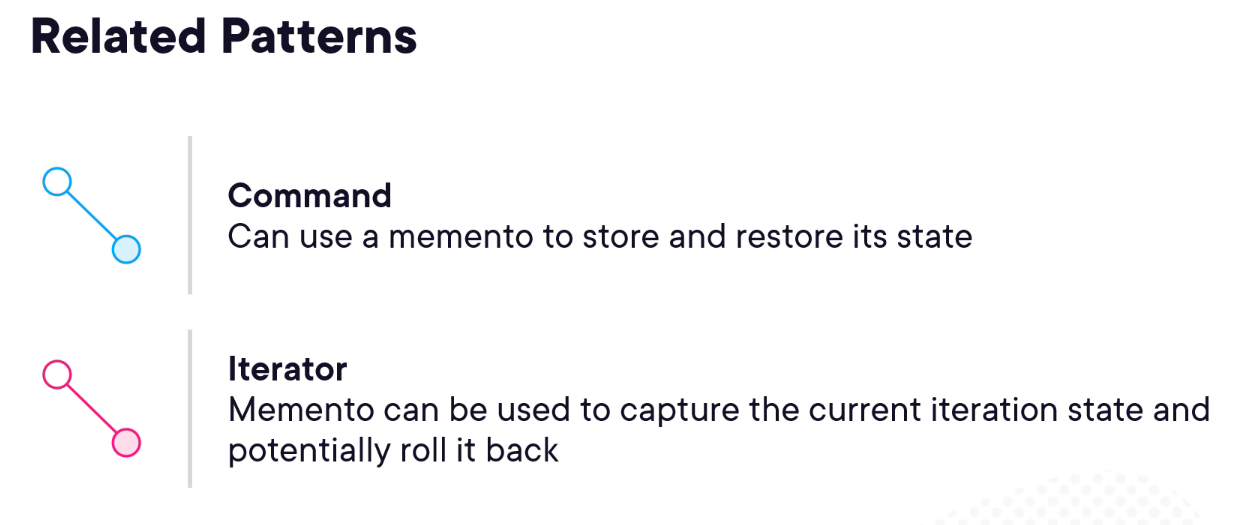 Related Patterns
Command
Can use a memento to store and restore its state
Iterator
Memento can be used to capture the current iteration state and
potentially roll it back